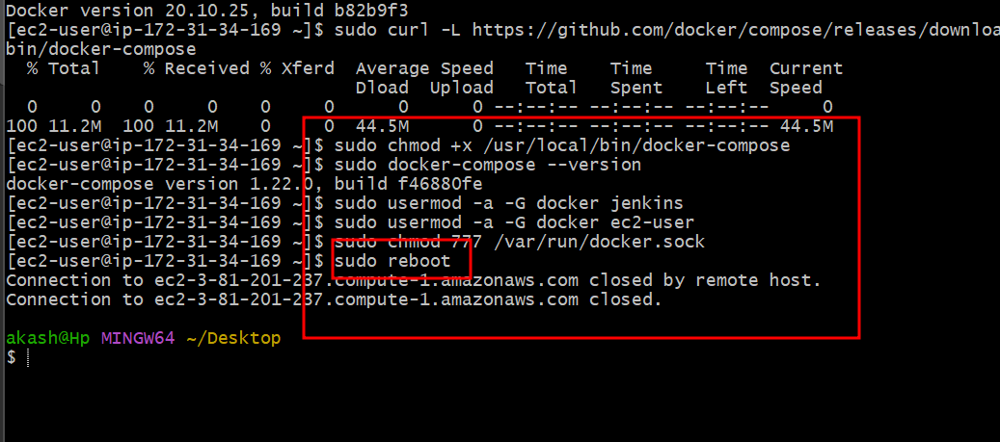 Docker version 20.10.25, build b82b9f3
[ec2-user@ip-172-31-34-169 ~]$ sudo curl -L https://github.com/docker/compose/releases/downloa
bin/docker-compose
% Total % Received % Xferd Average Speed Time Time Time Current
Dload Upload Total Spent Left Speed
0 0 0 0 0 0 0 0 --:--:-- --:--:-- --:--:-- 0
100 11.2M 100 11.2M 0 0 44.5M 0 --:--:-- --:--:-- --:--:-- 44.5M
[ec2-user@ip-172-31-34-169 ~]$ sudo chmod +x /usr/local/bin/docker-compose
[ec2-user@ip-172-31-34-169 ~]$ sudo docker-compose --version
docker-compose version 1.22.0, build f46880fe
[ec2-user@ip-172-31-34-169 ~]$ sudo usermod -a -G docker jenkins
[ec2-user@ip-172-31-34-169 ~]$ sudo usermod -a -G docker ec2-user
[ec2-user@ip-172-31-34-169 ~]$ sudo chmod 777 /var/run/docker.sock
[ec2-user@ip-172-31-34-169 ~]$ sudo reboot
Connection to ec2-3-81-201-237.compute-1.amazonaws.com closed by remote host.
Connection to ec2-3-81-201-237.compute-1.amazonaws.com closed.
akash@Hp MINGW64 ~/Desktop
$